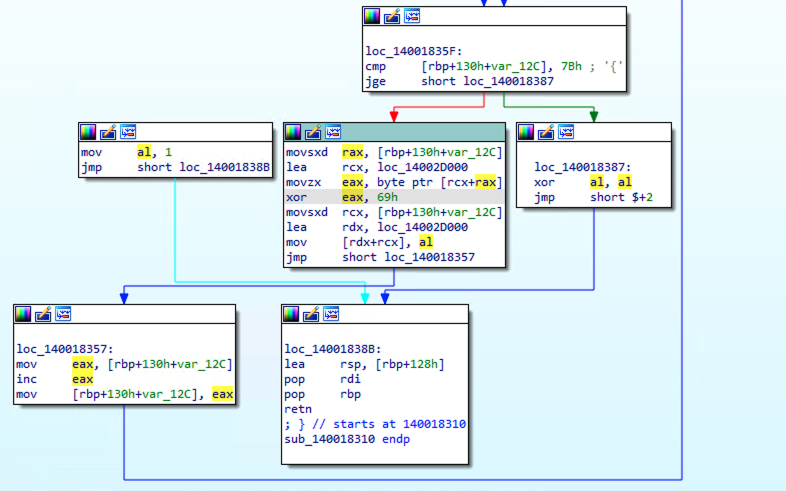 loc_14001835F:
cmp [rbp+130h+var_12C], 7Bh ; '{'
jge short loc_140018387
mov al, 1
jmp short loc_14001838B
movsxd rax, [rbp+130h+var_12C]
lea rcx, loc_14002D000
movzx eax, byte ptr [rcx+rax]
xor eax, 69h
movsxd rcx, [rbp+130h+var_12C]
lea rdx, loc_14002D000
mov [rdx+rcx], al
jmp short loc_140018357
loc_140018387:
xor al, al
jmp short $+2
loc_140018357:
mov eax, [rbp+130h+var_12C]
inc eax
mov [rbp+130h+var_12C], eax
loc_14001838B:
lea rsp, [rbp+128h]
pop rdi
pop rbp
retn
; } // starts at 140018310
sub_140018310 endp